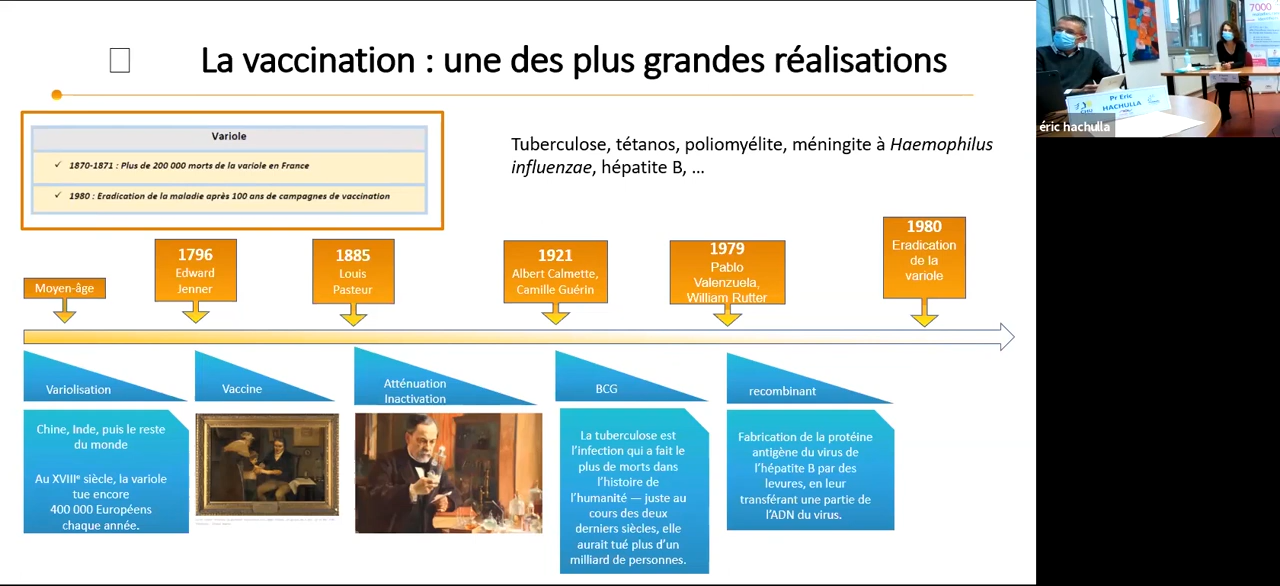 La vaccination : une des plus grandes réalisations
Variole
✓ 1870-1871 : Plus de 200 000 morts de la variole en France
✓ 1980 : Eradication de la maladie après 100 ans de campagnes de vaccination
Tuberculose, tétanos, poliomyélite, méningite à Haemophilus
influenzae, hépatite B, ...
Moyen-âge
1796
Edward
Jenner
1885
Louis
Pasteur
1921
Albert Calmette,
Camille Guérin
1979
Pablo
Valenzuela,
William Rutter
1980
Eradication
de la
variole
Variolisation
Vaccine
Atténuation
Inactivation
BCG
recombinant
Chine, Inde, puis le reste
du monde
Au XVIIIe siècle, la variole
tue encore
400 000 Européens
chaque année.
La tuberculose est
l'infection qui a fait le
plus de morts dans
l'histoire de
l'humanité — juste au
cours des deux
derniers siècles, elle
aurait tué plus d'un
milliard de personnes.
Fabrication de la protéine
antigène du virus de
l'hépatite B par des
levures, en leur
transférant une partie de
l'ADN du virus.
7000
Pr Eric
HACHULLA
éric hachulla